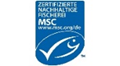 ZERTIFIZIERTE
NACHHALTIGE
FISCHEREI
MSC
www.msc.org/de